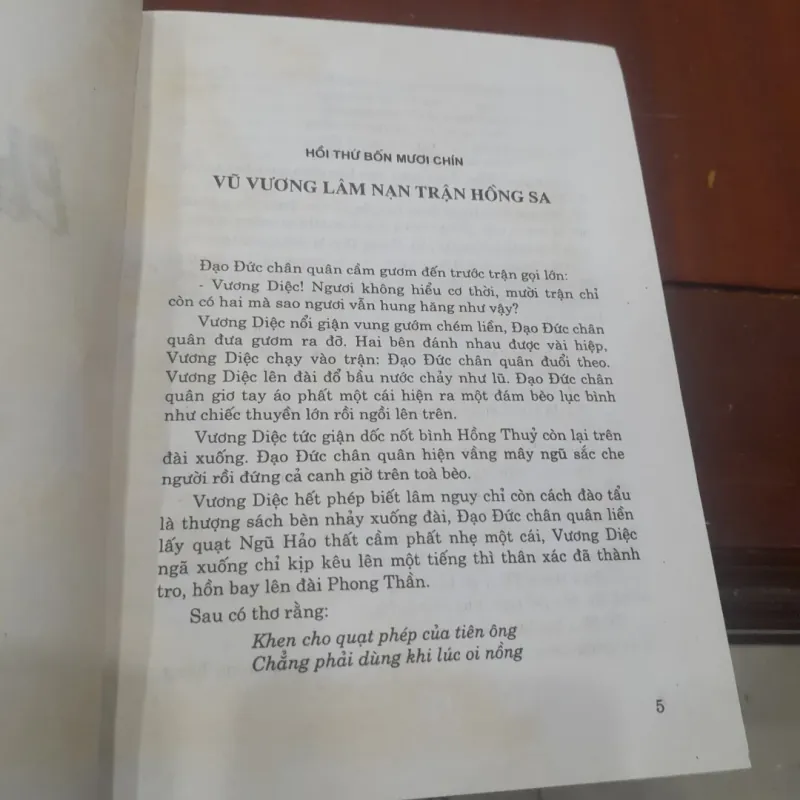 HỒI THỨ BỐN MƯƠI CHÍN
VŨ VƯƠNG LÂM NẠN TRẬN HỒNG SA
Đạo Đức chân quân cầm gươm đến trước trận gọi lớn:
- Vương Diệc! Ngươi không hiểu cơ thời, mười trận chỉ
còn có hai mà sao ngươi vẫn hung hăng như vậy?
Vương Diệc nổi giận vung gướm chém liền, Đạo Đức chân
quân đưa gươm ra đỡ. Hai bên đánh nhau được vài hiệp,
Vương Diệc chạy vào trận: Đạo Đức chân quân đuổi theo.
Vương Diệc lên đài đổ bầu nước chảy như lũ. Đạo Đức chân
quân giơ tay áo phất một cái hiện ra một đám bèo lục bình
như chiếc thuyền lớn rồi ngồi lên trên.
Vương Diệc tức giận dốc nốt bình Hồng Thuỷ còn lại trên
đài xuống. Đạo Đức chân quân hiện vầng mây ngũ sắc che
người rồi đứng cả canh giờ trên toà bèo.
Vương Diệc hết phép biết lâm nguy chỉ còn cách đào tẩu
là thượng sách bèn nhảy xuống đài, Đạo Đức chân quân liền
lấy quạt Ngũ Hảo thất cầm phất nhẹ một cái, Vương Diệc
ngã xuống chỉ kịp kêu lên một tiếng thì thân xác đã thành
tro, hồn bay lên đài Phong Thần.
Sau có thơ rằng:
Khen cho quạt phép của tiên ông
Chẳng phải dùng khi lúc oi nồng
5